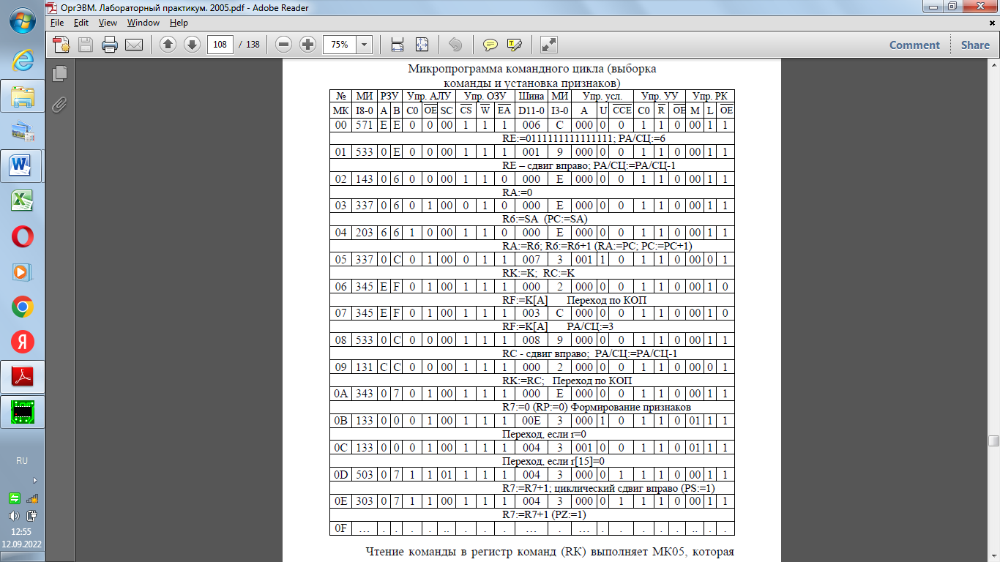 ОргЭВМ. Лабораторный практикум. 2005.pdf - Adobe Reader
File Edit View Window Help
108 / 138 75% Comment Share
Микропрограмма командного цикла (выборка
команды и установка признаков)
№ МИ РЗУ Упр. АЛУ Упр. ОЗУ Шина МИ Упр. усл. Упр. УУ Упр. РК
МК I8-0 A B C0 OE SC CS W EA D11-0 I3-0 A U CCE C0 R OE M L OE
00 571 E E 0 0 00 1 1 1 006 C 000 0 0 1 1 0 00 1 1
RE:=0111111111111111; РА/СЦ:=6
01 533 0 E 0 0 00 1 1 1 001 9 000 0 0 1 1 0 00 1 1
RE – сдвиг вправо; РА/СЦ:=РА/СЦ-1
02 143 0 6 0 0 00 1 1 0 000 E 000 0 0 1 1 0 00 1 1
RA:=0
03 337 0 6 0 1 00 0 1 0 000 E 000 0 0 1 1 0 00 1 1
R6:=SA (PC:=SA)
04 203 6 6 1 0 00 1 1 0 000 E 000 0 0 1 1 0 00 1 1
RA:=R6; R6:=R6+1 (RA:=PC; PC:=PC+1)
05 337 0 C 0 1 00 0 1 1 007 3 001 1 0 1 1 0 00 0 1
RK:=K; RC:=K
06 345 E F 0 1 00 1 1 1 000 2 000 0 0 1 1 0 00 1 0
RF:=K[A] Переход по КОП
07 345 E F 0 1 00 1 1 1 003 C 000 0 0 1 1 0 00 1 0
RF:=K[A] РА/СЦ:=3
08 533 0 C 0 0 00 1 1 1 008 9 000 0 0 1 1 0 00 1 1
RC - сдвиг вправо; РА/СЦ:=РА/СЦ-1
09 131 C C 0 0 00 1 1 1 000 2 000 0 0 1 1 0 00 0 1
RK:=RC; Переход по КОП
0A 343 0 7 0 1 00 1 1 1 000 E 000 0 0 1 1 0 00 1 1
R7:=0 (RP:=0) Формирование признаков
0B 133 0 0 0 1 00 1 1 1 00E 3 000 1 0 1 1 0 01 1 1
Переход, если r=0
0C 133 0 0 0 1 00 1 1 1 004 3 001 0 0 1 1 0 01 1 1
Переход, если r[15]=0
0D 503 0 7 1 1 01 1 1 1 004 3 000 0 1 1 1 0 00 1 1
R7:=R7+1; циклический сдвиг вправо (PS:=1)
0E 303 0 7 1 1 00 1 1 1 004 3 000 0 1 1 1 0 00 1 1
R7:=R7+1 (PZ:=1)
0F … . . . . .. . . . … . … . . . . . .. . .
Чтение команды в регистр команд (RK) выполняет МК05, которая
RU
12:55
12.09.2022